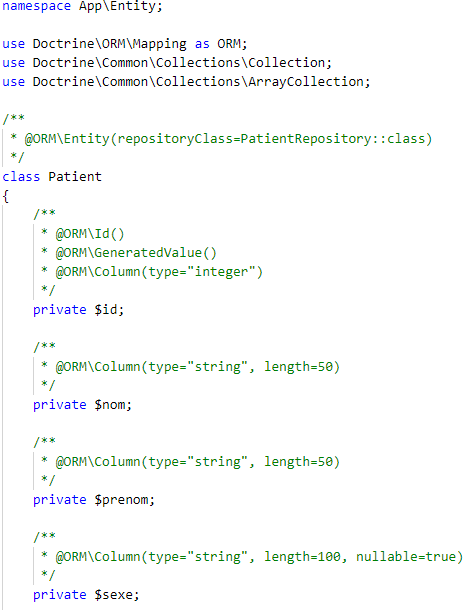 namespace App\Entity;
use Doctrine\ORM\Mapping as ORM;
use Doctrine\Common\Collections\Collection;
use Doctrine\Common\Collections\ArrayCollection;
/**
* @ORM\Entity(repositoryClass=PatientRepository::class)
*/
class Patient
{
/**
* @ORM\Id()
* @ORM\GeneratedValue()
* @ORM\Column(type="integer")
*/
private $id;
/**
* @ORM\Column(type="string", length=50)
*/
private $nom;
/**
* @ORM\Column(type="string", length=50)
*/
private $prenom;
/**
* @ORM\Column(type="string", length=100, nullable=true)
*/
private $sexe;